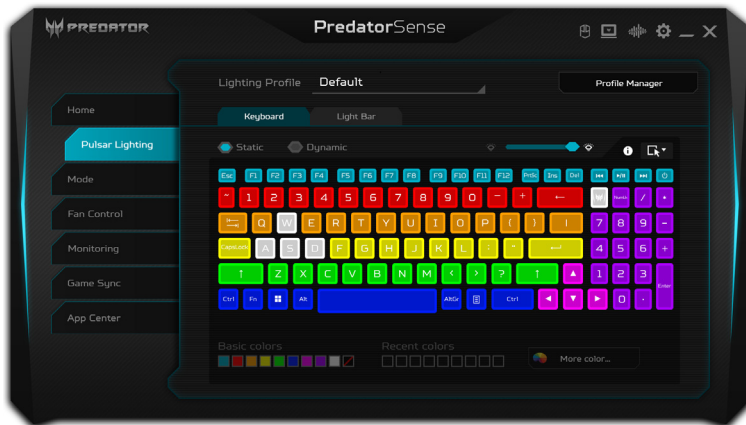 PREDATOR
PredatorSense
Lighting Profile Default Profile Manager
Home
Keyboard Light Bar
Pulsar Lighting
Static Dynamic
Mode
Esc F1 F2 F3 F4 F5 F6 F7 F8 F9 F10 F11 F12 PrtSc Ins Del
~ 1 2 3 4 5 6 7 8 9 0 - + ← / *
Fan Control
Q W E R T Y U I O P { } | 7 8 9 -
Monitoring
CapsLock A S D F G H J K L : " 4 5 6 +
Game Sync
↑ Z X C V B N M < > ? ↑ ▲ 1 2 3 Enter
Ctrl Fn Alt AltGr Ctrl ◄ ▼ ► 0 .
App Center
Basic colors Recent colors
More color...